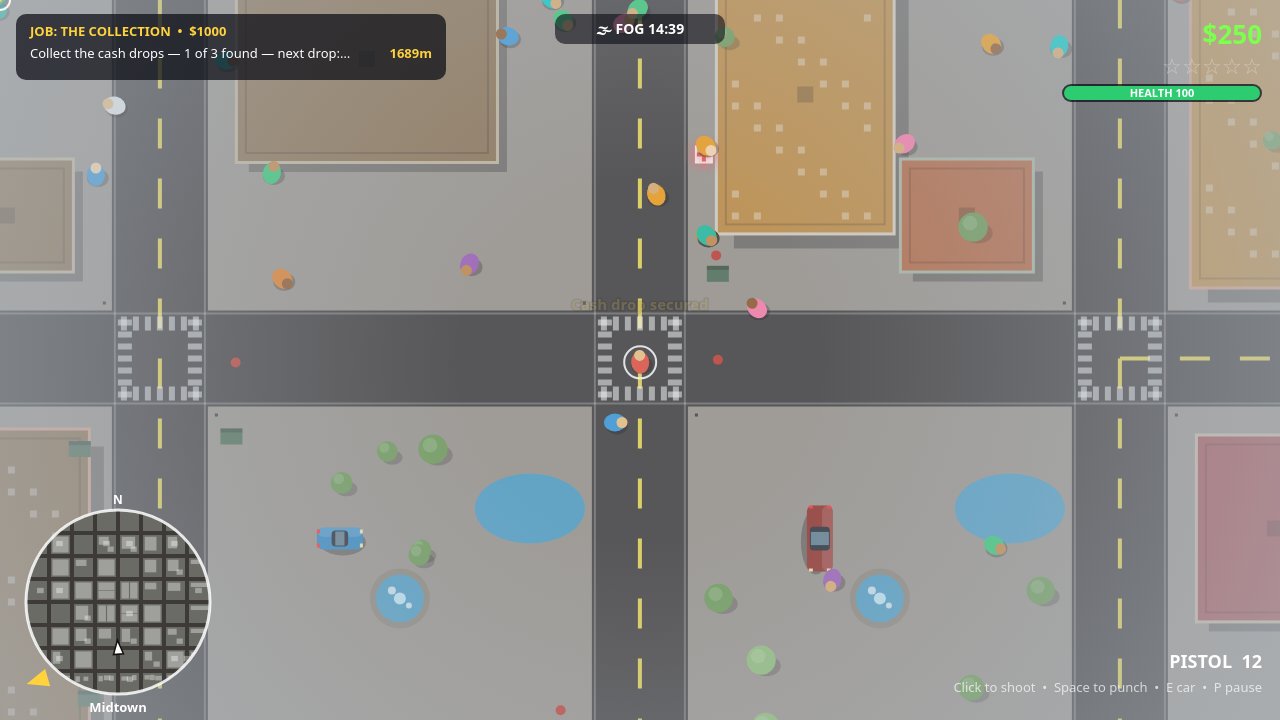 JOB: THE COLLECTION • $1000
Collect the cash drops — 1 of 3 found — next drop:... 1689m
FOG 14:39
$250
☆☆☆☆☆
HEALTH 100
Cash drop secured
N
Midtown
PISTOL 12
Click to shoot • Space to punch • E car • P pause